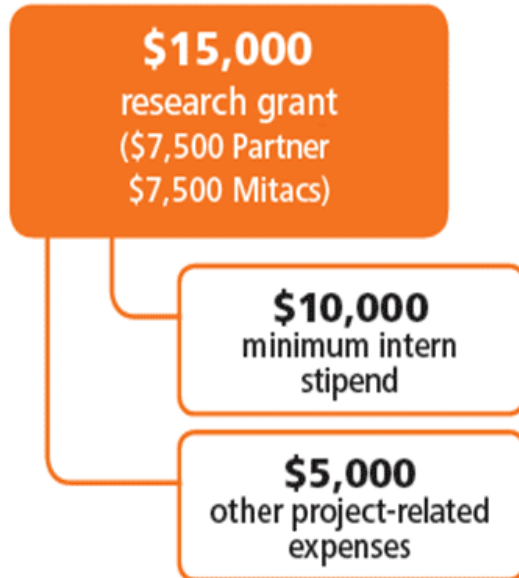 $15,000
research grant
($7,500 Partner
$7,500 Mitacs)
$10,000
minimum intern
stipend
$5,000
other project-related
expenses